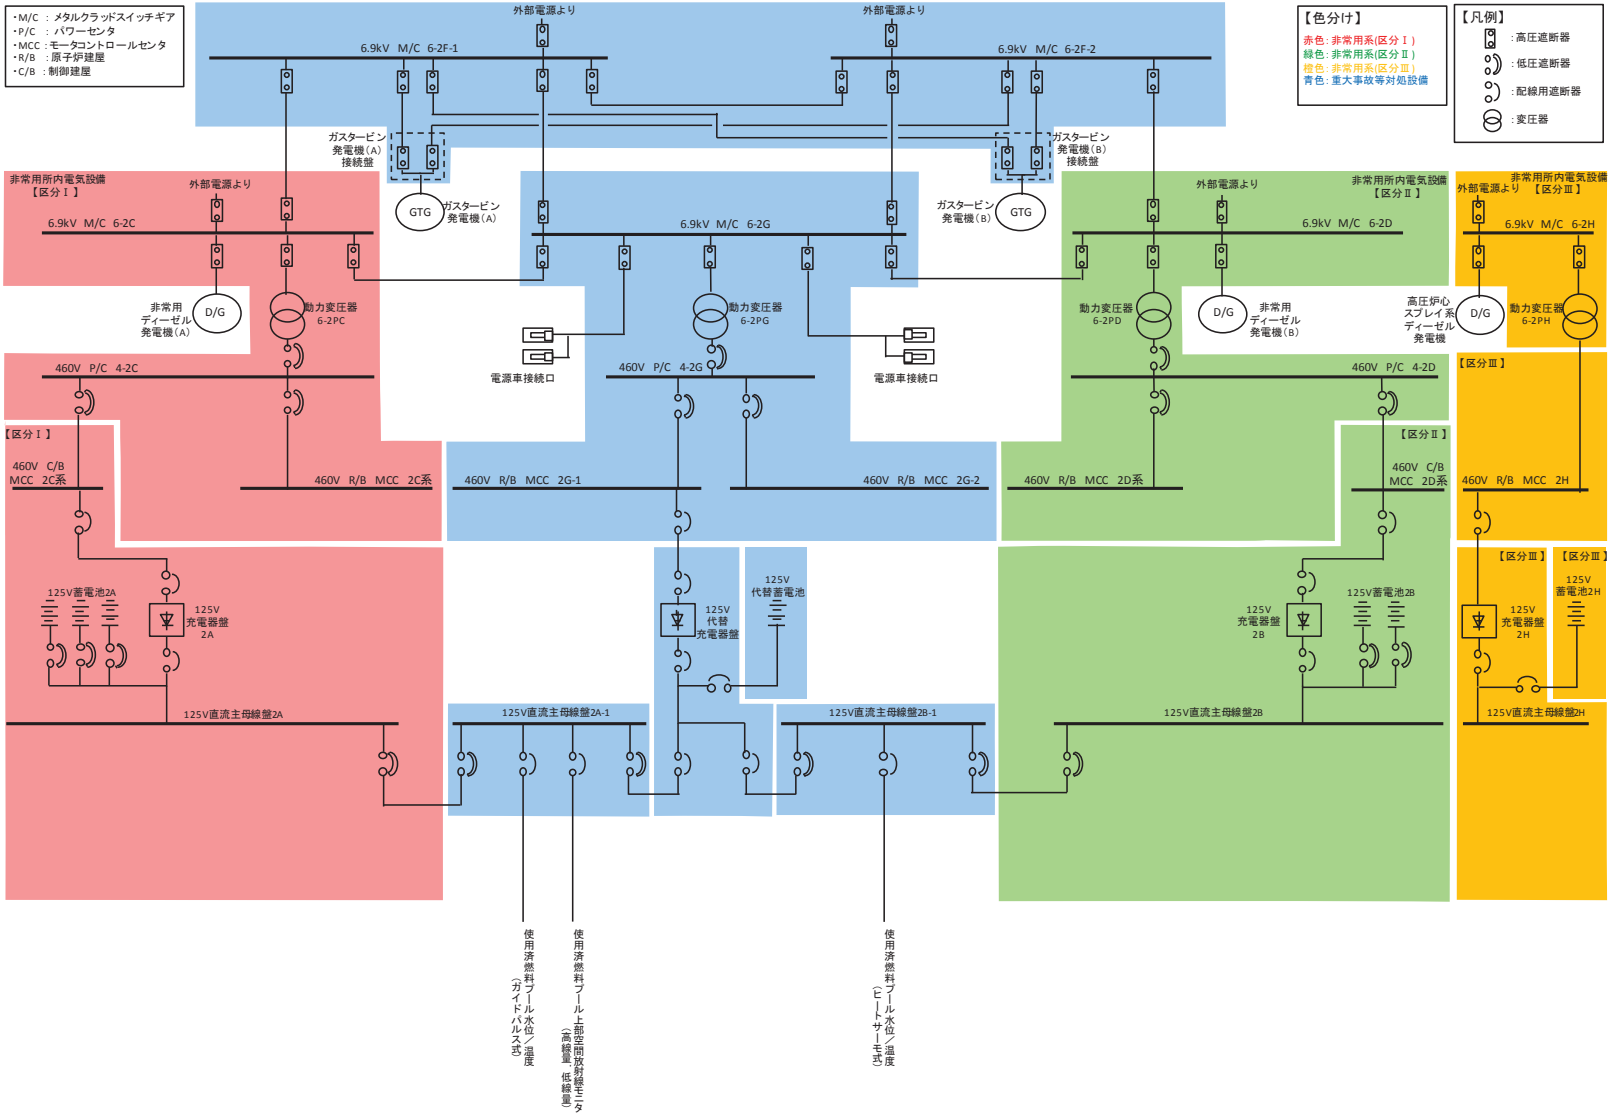 ・M/C ： メタルクラッドスイッチギア
・P/C ： パワーセンタ
・MCC ： モータコントロールセンタ
・R/B ： 原子炉建屋
・C/B ： 制御建屋
外部電源より
外部電源より
【色分け】
赤色：非常用系(区分Ⅰ)
緑色：非常用系(区分Ⅱ)
橙色：非常用系(区分Ⅲ)
青色：重大事故等対処設備
【凡例】
：高圧遮断器
：低圧遮断器
：配線用遮断器
：変圧器
6.9kV M/C 6-2F-1
6.9kV M/C 6-2F-2
ガスタービン
発電機(A)
接続盤
ガスタービン
発電機(B)
接続盤
GTG
ガスタービン
発電機(A)
ガスタービン
発電機(B)
GTG
非常用所内電気設備
【区分Ⅰ】
外部電源より
6.9kV M/C 6-2C
6.9kV M/C 6-2G
外部電源より
非常用所内電気設備
【区分Ⅱ】
6.9kV M/C 6-2D
非常用所内電気設備
【区分Ⅲ】
外部電源より
6.9kV M/C 6-2H
非常用
ディーゼル
発電機(A)
D/G
動力変圧器
6-2PC
動力変圧器
6-2PG
動力変圧器
6-2PD
D/G
非常用
ディーゼル
発電機(B)
高圧炉心
スプレイ系
ディーゼル
発電機
D/G
動力変圧器
6-2PH
電源車接続口
電源車接続口
460V P/C 4-2C
460V P/C 4-2G
460V P/C 4-2D
【区分Ⅲ】
【区分Ⅰ】
460V C/B
MCC 2C系
460V R/B MCC 2C系
460V R/B MCC 2G-1
460V R/B MCC 2G-2
460V R/B MCC 2D系
【区分Ⅱ】
460V C/B
MCC 2D系
460V R/B MCC 2H
【区分Ⅲ】
【区分Ⅲ】
125V蓄電池2A
125V
充電器盤
2A
125V
代替
充電器盤
125V
代替蓄電池
125V
充電器盤
2B
125V蓄電池2B
125V
充電器盤
2H
125V
蓄電池2H
125V直流主母線盤2A
125V直流主母線盤2A-1
125V直流主母線盤2B-1
125V直流主母線盤2B
125V直流主母線盤2H
使用済燃料プール水位／温度
(ガイドパルス式)
使用済燃料プール上部空間放射線モニタ
(高線量，低線量)
使用済燃料プール水位／温度
(ヒートサーモ式)